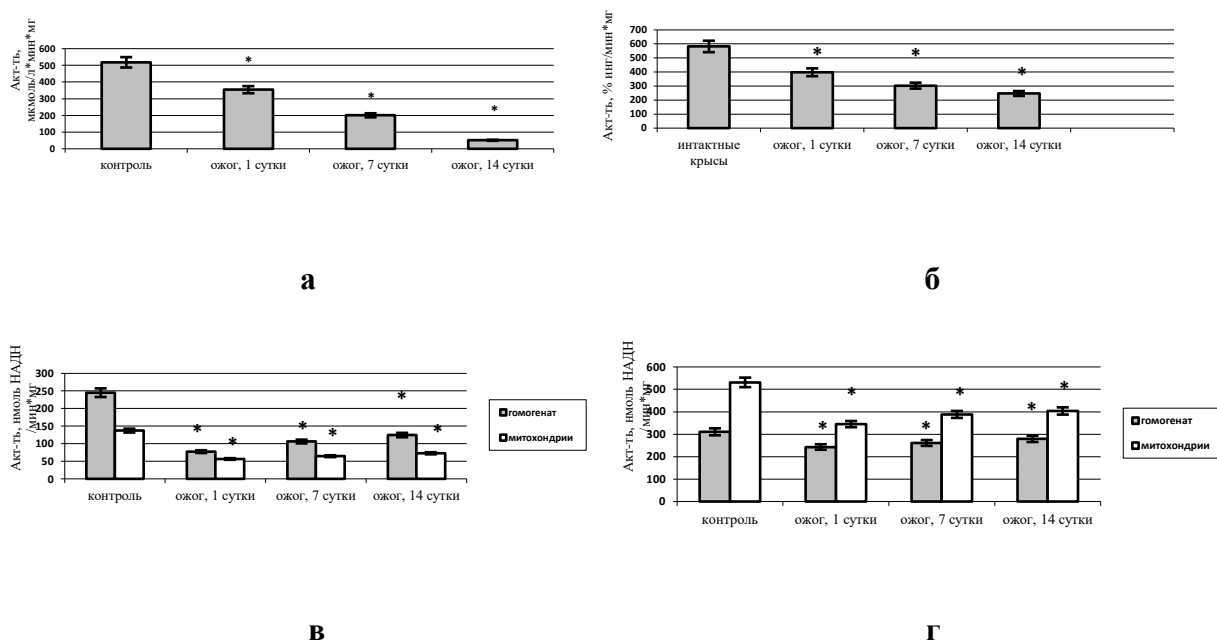 Акт-ть,
мкмоль/л*мин*мг
600
500
400
300
200
100
0
*
*
*
контроль
ожог, 1 сутки
ожог, 7 сутки
ожог, 14 сутки
а
Акт-ть, % инг/мин*мг
700
600
500
400
300
200
100
0
*
*
*
интактные
крысы
ожог, 1 сутки
ожог, 7 сутки
ожог, 14 сутки
б
Акт-ть, нмоль НАДН
/мин*мг
300
250
200
150
100
50
0
*
*
*
*
*
*
контроль
ожог, 1 сутки
ожог, 7 сутки
ожог, 14 сутки
гомогенат
митохондрии
в
Акт-ть, нмоль НАДН
/мин*мг
600
500
400
300
200
100
0
*
*
*
*
*
*
контроль
ожог, 1 сутки
ожог, 7 сутки
ожог, 14 сутки
гомогенат
митохондрии
г